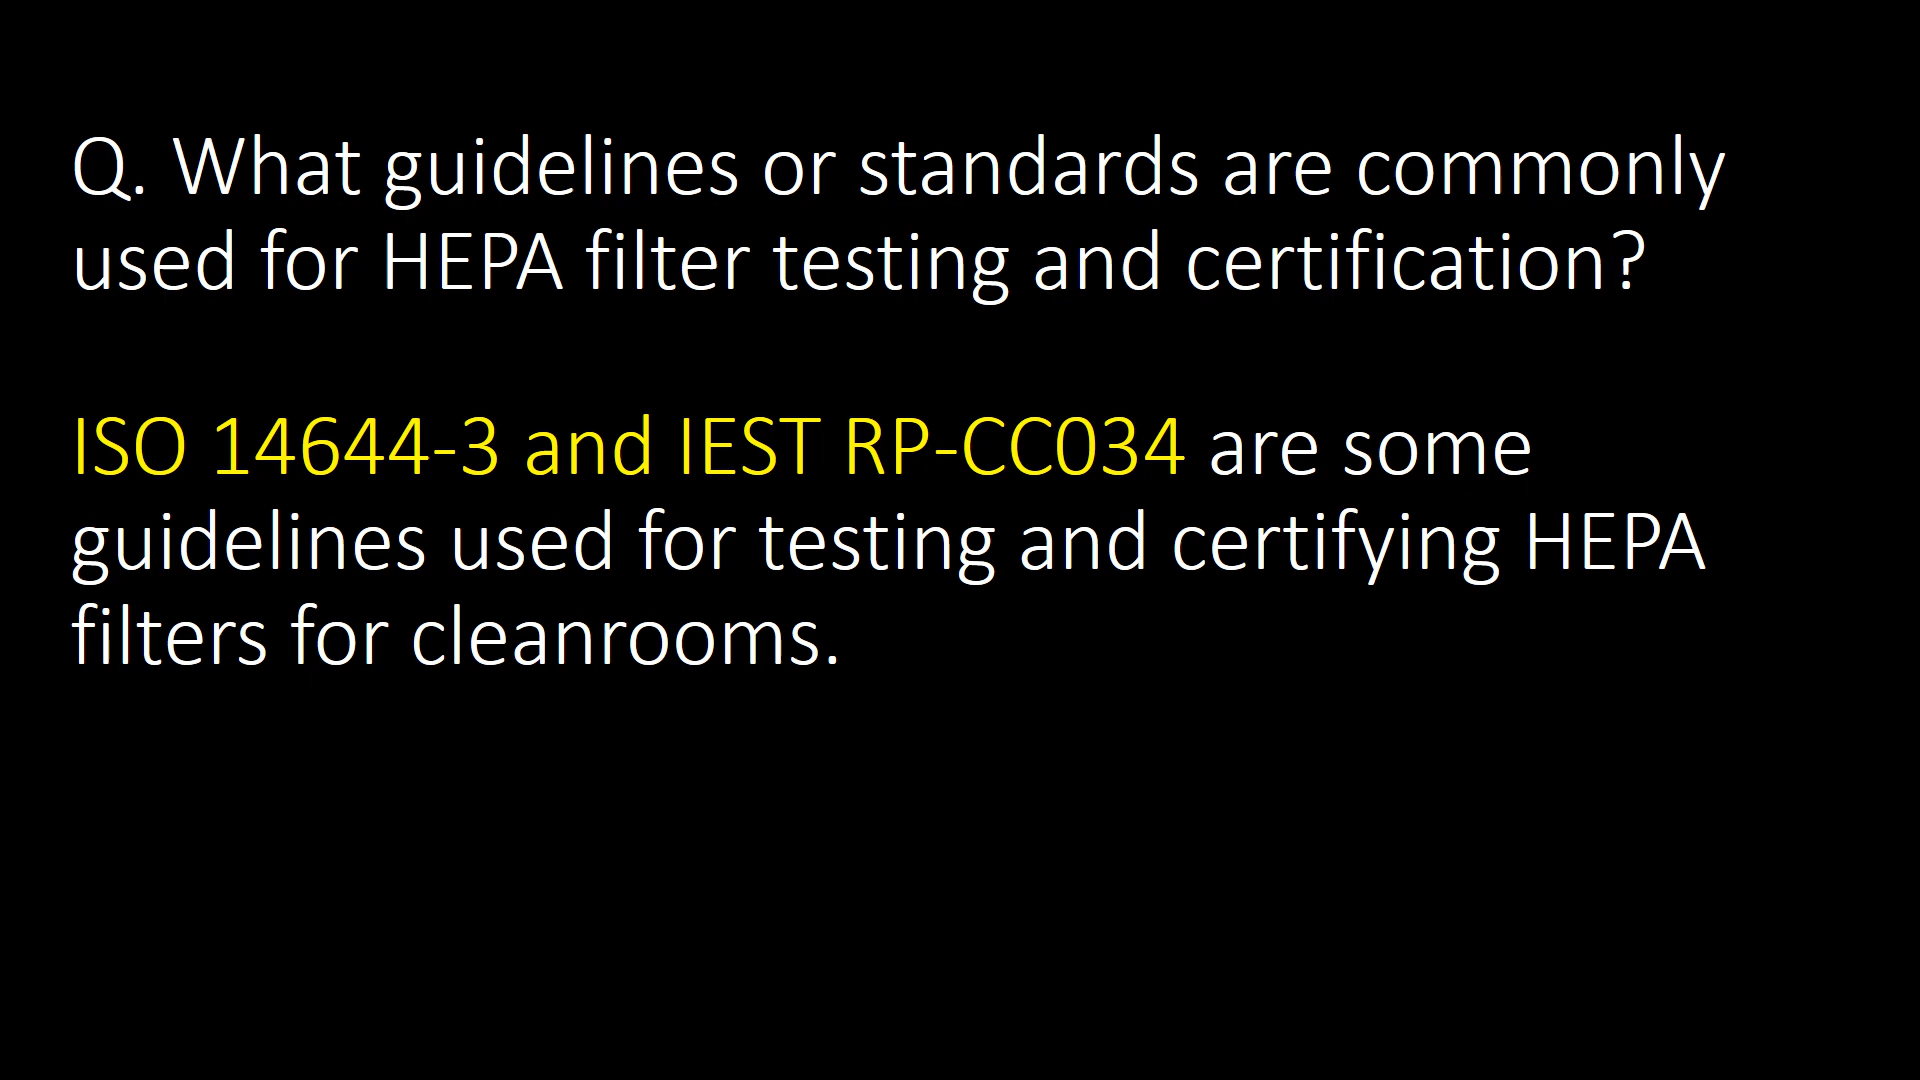 Q. What guidelines or standards are commonly
used for HEPA filter testing and certification?
ISO 14644-3 and IEST RP-CC034 are some
guidelines used for testing and certifying HEPA
filters for cleanrooms.